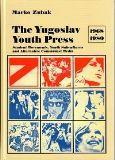 Marko Zubak
The Yugoslav
Youth Press
Student Movements, Youth Subcultures
and Alternative Communist Media
1968
1980